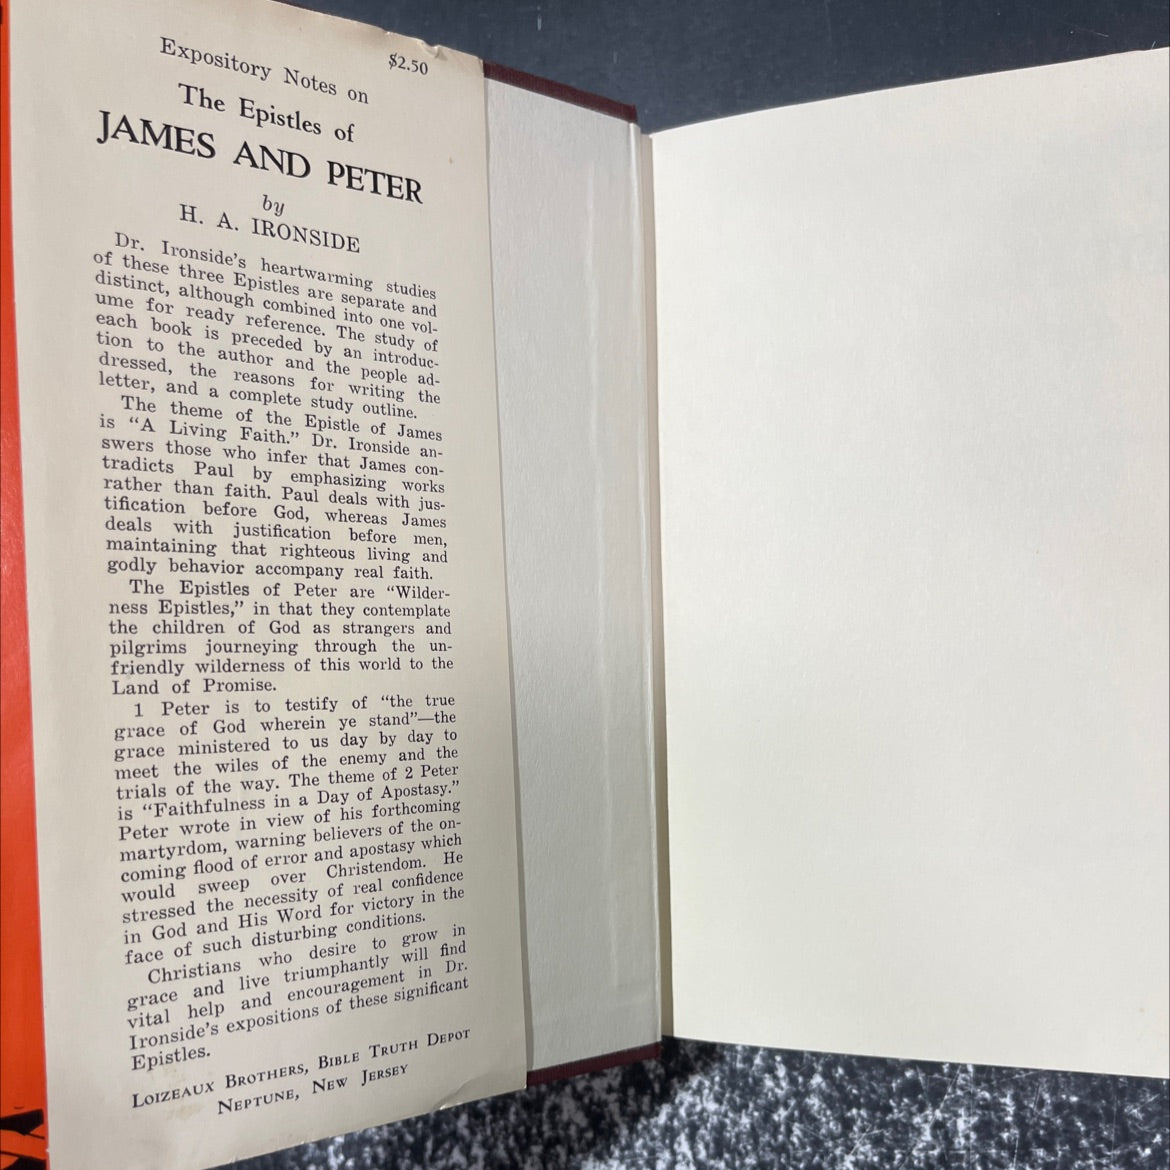 Expository Notes on
$2.50
The Epistles of
JAMES AND PETER
by
H. A. IRONSIDE
Dr. Ironside's heartwarming studies
of these three Epistles are separate and
distinct, although combined into one vol-
ume for ready reference. The study of
each book is preceded by an introduc-
tion to the author and the people ad-
dressed, the reasons for writing the
letter, and a complete study outline.
The theme of the Epistle of James
is “A Living Faith.” Dr. Ironside an-
swers those who infer that James con-
tradicts Paul by emphasizing works
rather than faith. Paul deals with jus-
tification before God, whereas James
deals with justification before men,
maintaining that righteous living and
godly behavior accompany real faith.
The Epistles of Peter are “Wilder-
ness Epistles,” in that they contemplate
the children of God as strangers and
pilgrims journeying through the un-
friendly wilderness of this world to the
Land of Promise.
1 Peter is to testify of “the true
grace of God wherein ye stand”—the
grace ministered to us day by day to
meet the wiles of the enemy and the
trials of the way. The theme of 2 Peter
is “Faithfulness in a Day of Apostasy.”
Peter wrote in view of his forthcoming
martyrdom, warning believers of the on-
coming flood of error and apostasy which
would sweep over Christendom. He
stressed the necessity of real confidence
in God and His Word for victory in the
face of such disturbing conditions.
Christians who desire to grow in
grace and live triumphantly will find
vital help and encouragement in Dr.
Ironside's expositions of these significant
Epistles.
LOIZEAUX BROTHERS, BIBLE TRUTH DEPOT
NEPTUNE, NEW JERSEY